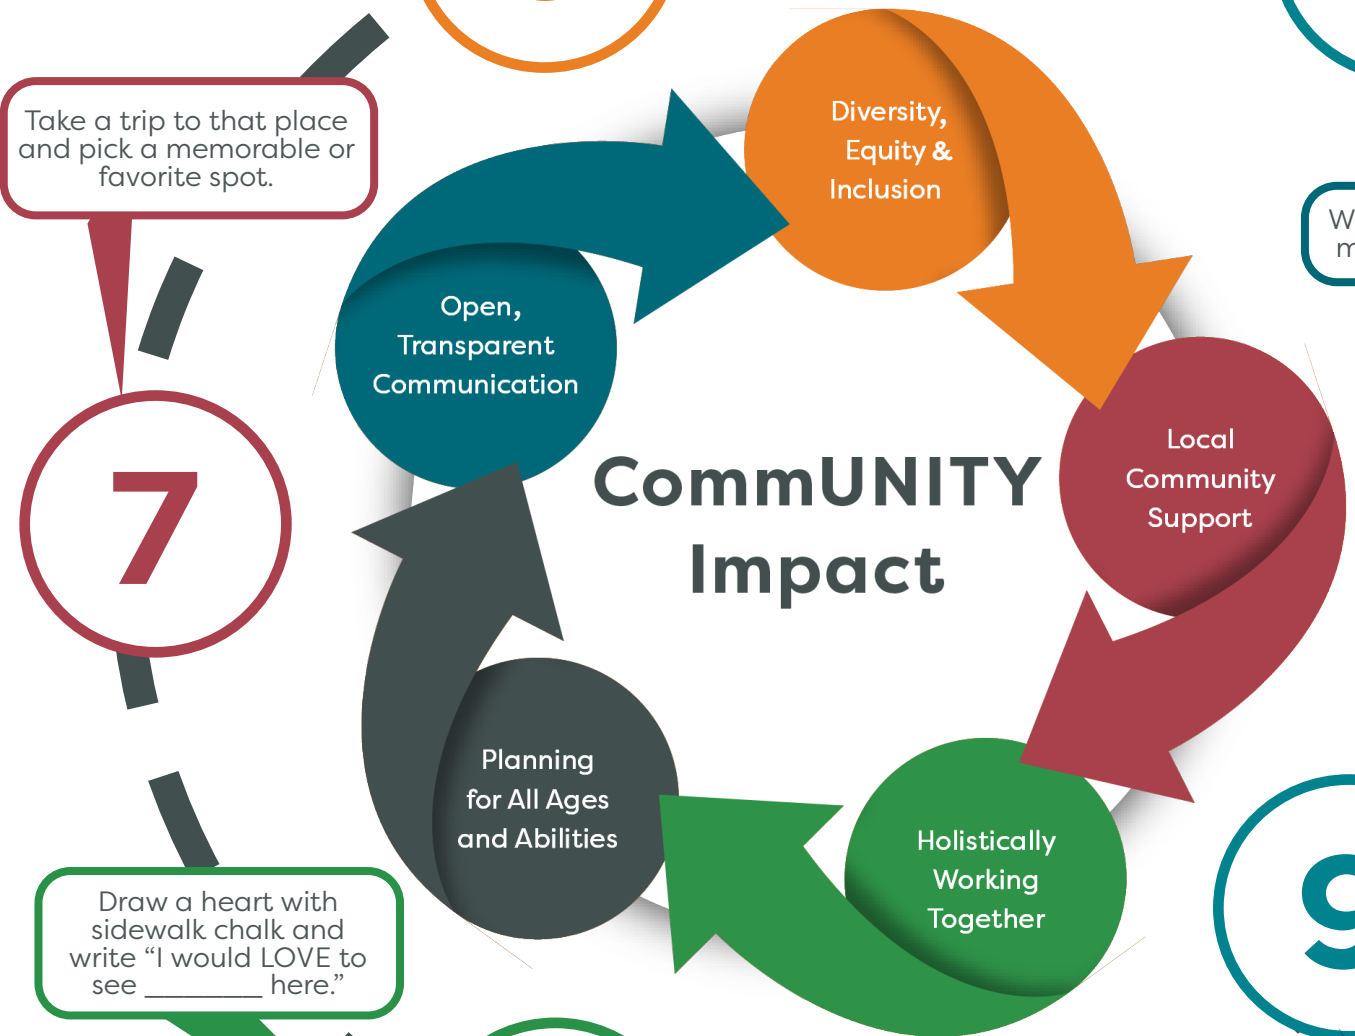 Take a trip to that place
and pick a memorable or
favorite spot.
7
Diversity,
Equity &
Inclusion
Open,
Transparent
Communication
Local
Community
Support
CommUNITY
Impact
Planning
for All Ages
and Abilities
Holistically
Working
Together
Draw a heart with
sidewalk chalk and
write “I would LOVE to
see ______ here.”